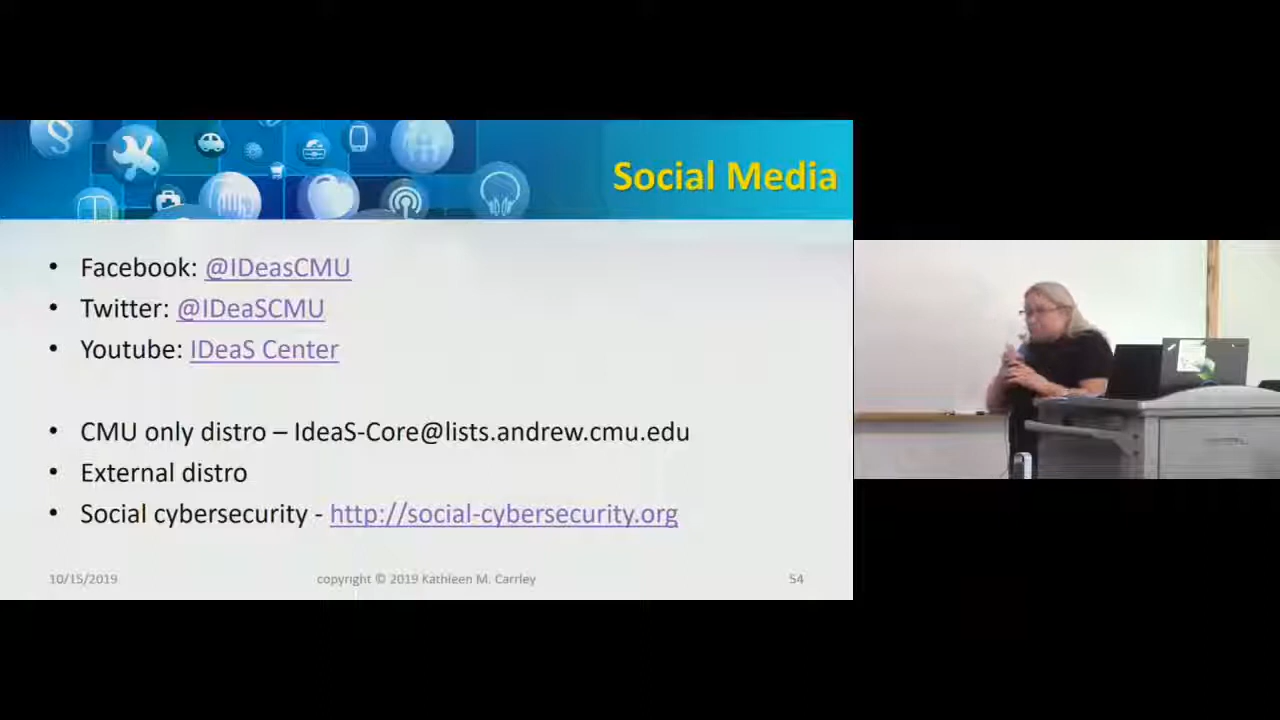 Social Media
• Facebook: @IDeasCMU
• Twitter: @IDeaSCMU
• Youtube: IDeaS Center
• CMU only distro – IdeaS-Core@lists.andrew.cmu.edu
• External distro
• Social cybersecurity - http://social-cybersecurity.org
10/15/2019 copyright © 2019 Kathleen M. Carrley 54